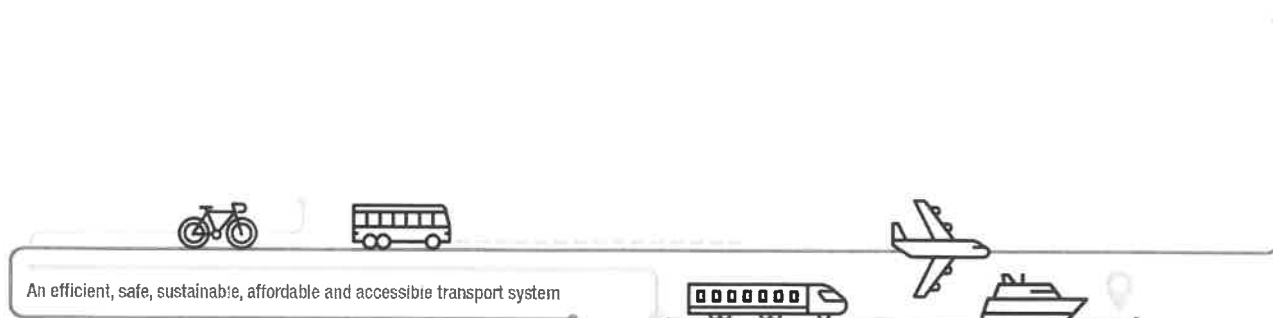 An efficient, safe, sustainable, affordable and accessible transport system